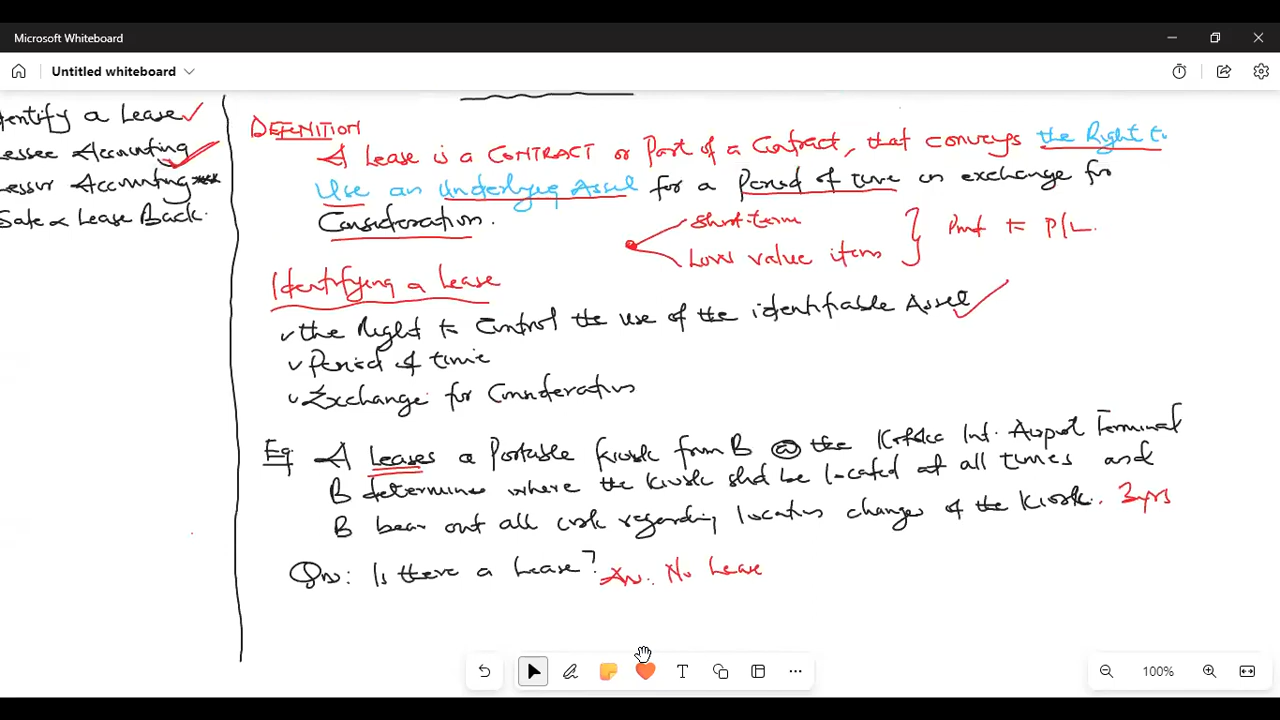 Microsoft Whiteboard
Untitled whiteboard
dentify a Lease
essee Accounting
essor Accounting
Sale & Lease Back.
DEFINITION
A Lease is a CONTRACT or Part of a Contract, that conveys the Right to
Use an Underlying Asset for a Period of time in exchange for
Consideration.
Short-term
Low value items
Pmt to P/L.
Identifying a Lease
the Right to Control the use of the identifiable Asset
Period of time
Exchange for Consideration
Eg: A Leases a Portable Kiosk from B @ the Kotoka Int. Airport Terminal
B determines where the Kiosk shd be located at all times and
B bear out all cost regarding location changes of the Kiosk. 3yrs
Qn: Is there a Lease? An. No Lease
100%